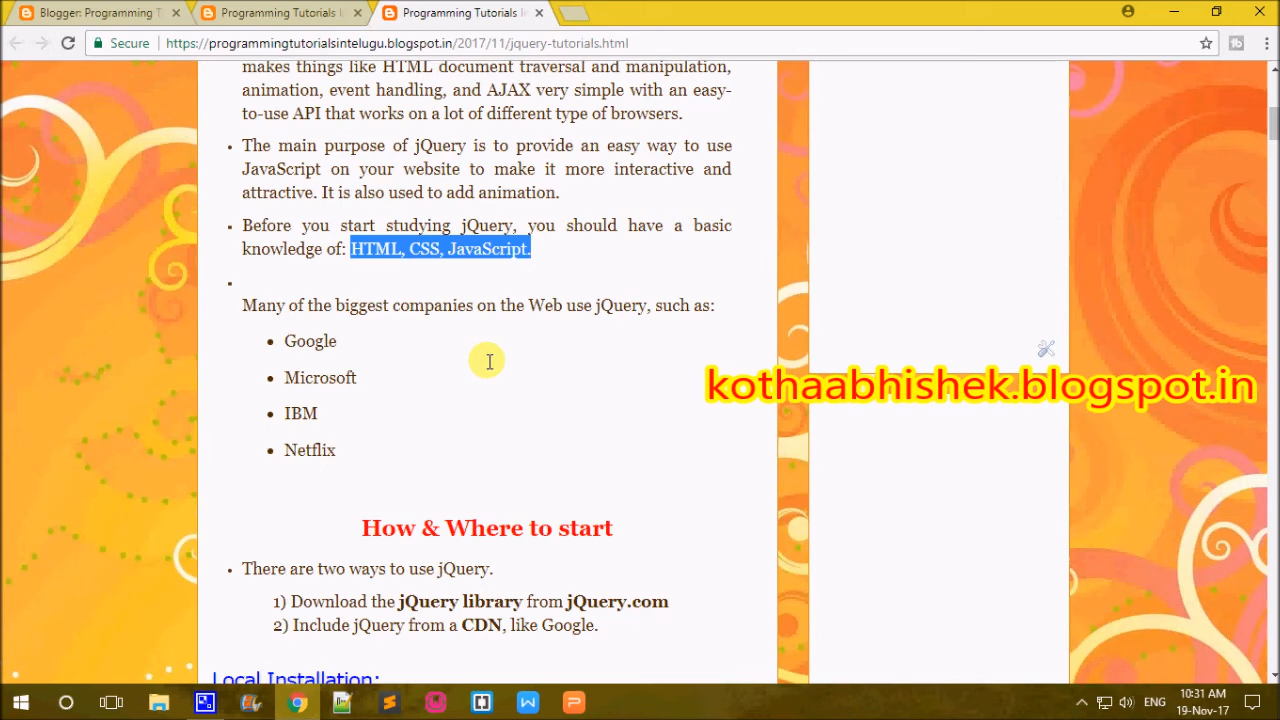 Blogger: Programming T
Programming Tutorials I
Programming Tutorials I
Secure
https://programmingtutorialsintelugu.blogspot.in/2017/11/jquery-tutorials.html
makes things like HTML document traversal and manipulation,
animation, event handling, and AJAX very simple with an easy-
to-use API that works on a lot of different type of browsers.
The main purpose of jQuery is to provide an easy way to use
JavaScript on your website to make it more interactive and
attractive. It is also used to add animation.
Before you start studying jQuery, you should have a basic
knowledge of: HTML, CSS, JavaScript.
Many of the biggest companies on the Web use jQuery, such as:
Google
Microsoft
IBM
Netflix
kothaabhishek.blogspot.in
How & Where to start
There are two ways to use jQuery.
1) Download the jQuery library from jQuery.com
2) Include jQuery from a CDN, like Google.
Local Installation:
ENG
10:31 AM
19-Nov-17